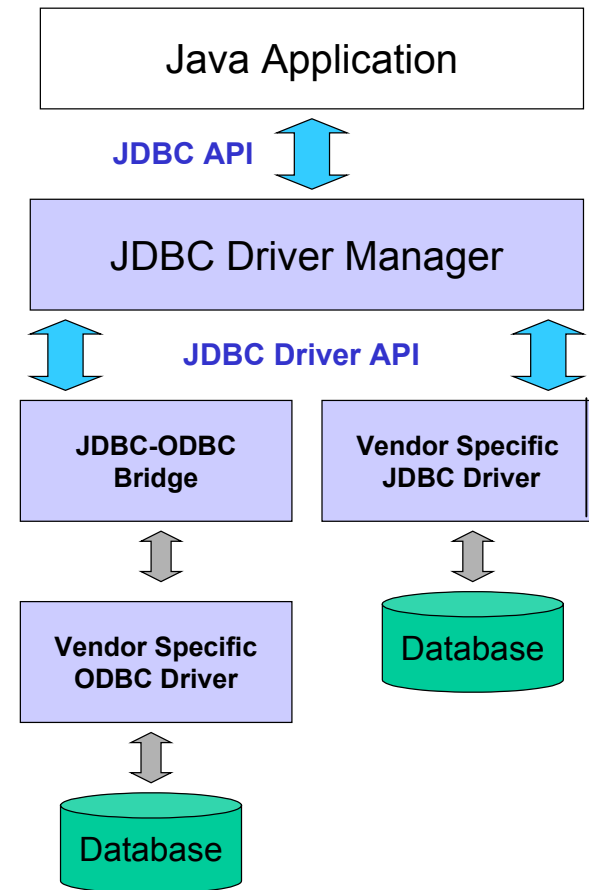 Java Application
JDBC API
JDBC Driver Manager
JDBC Driver API
JDBC-ODBC
Bridge
Vendor Specific
JDBC Driver
Vendor Specific
ODBC Driver
Database
Database